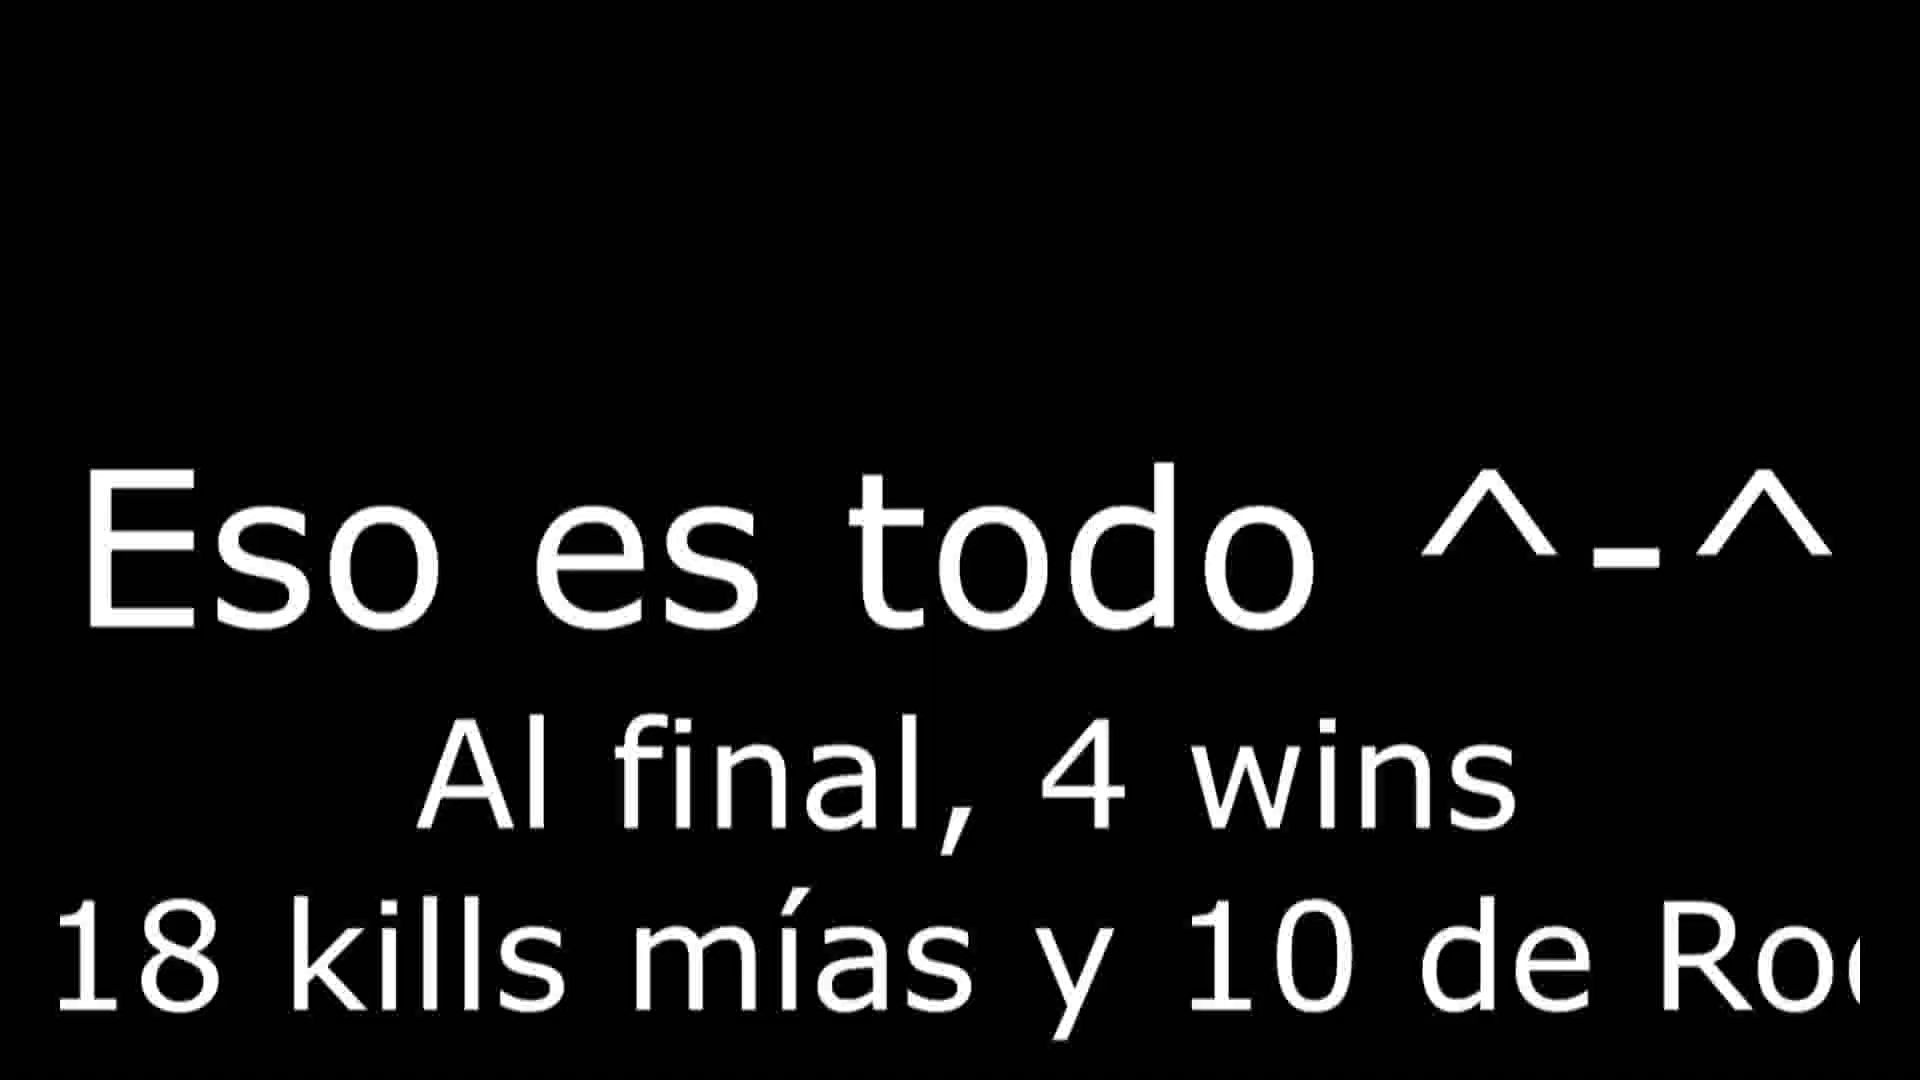 Eso es todo ^-^
Al final, 4 wins
18 kills mías y 10 de